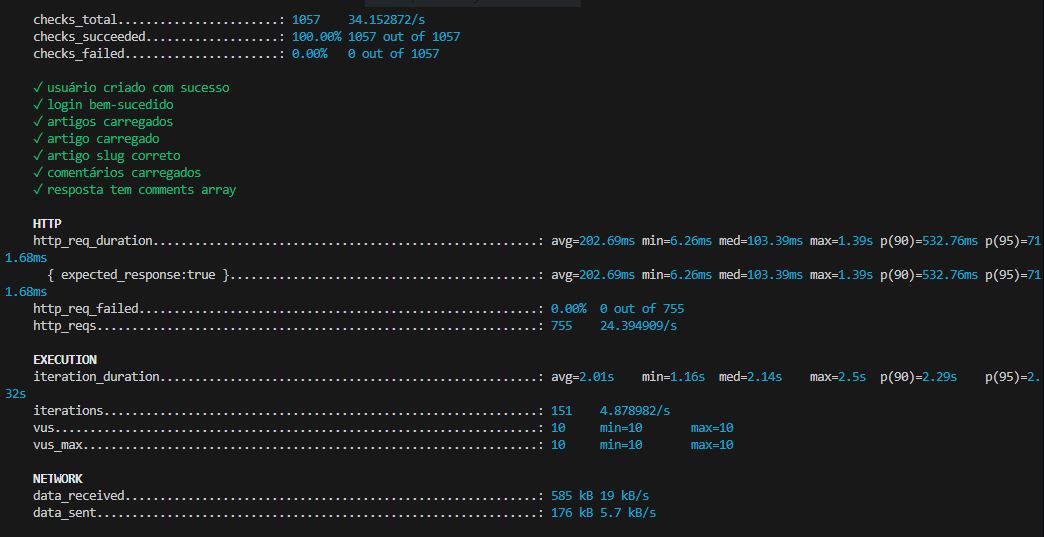 checks_total.......................: 1057    34.152872/s
checks_succeeded...................: 100.00% 1057 out of 1057
checks_failed......................: 0.00%   0 out of 1057
✓ usuário criado com sucesso
✓ login bem-sucedido
✓ artigos carregados
✓ artigo carregado
✓ artigo slug correto
✓ comentários carregados
✓ resposta tem comments array
HTTP
http_req_duration.......................................................: avg=202.69ms min=6.26ms med=103.39ms max=1.39s p(90)=532.76ms p(95)=71
1.68ms
{ expected_response:true }............................................: avg=202.69ms min=6.26ms med=103.39ms max=1.39s p(90)=532.76ms p(95)=71
1.68ms
http_req_failed.........................................................: 0.00%  0 out of 755
http_reqs...............................................................: 755    24.394909/s
EXECUTION
iteration_duration......................................................: avg=2.01s    min=1.16s  med=2.14s    max=2.5s  p(90)=2.29s    p(95)=2.
32s
iterations..............................................................: 151    4.878982/s
vus.....................................................................: 10     min=10       max=10
vus_max.................................................................: 10     min=10       max=10
NETWORK
data_received...........................................................: 585 kB 19 kB/s
data_sent...............................................................: 176 kB 5.7 kB/s